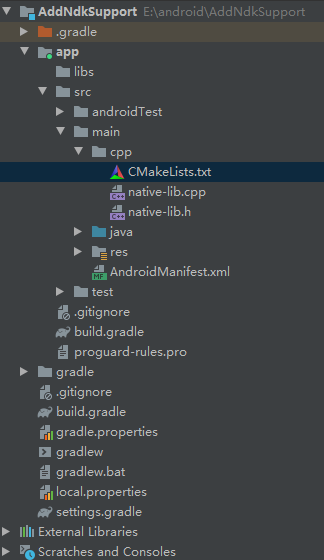 AddNdkSupport E:\android\AddNdkSupport
.gradle
app
libs
src
androidTest
main
cpp
CMakeLists.txt
native-lib.cpp
native-lib.h
java
res
AndroidManifest.xml
test
.gitignore
build.gradle
proguard-rules.pro
gradle
.gitignore
build.gradle
gradle.properties
gradlew
gradlew.bat
local.properties
settings.gradle
External Libraries
Scratches and Consoles